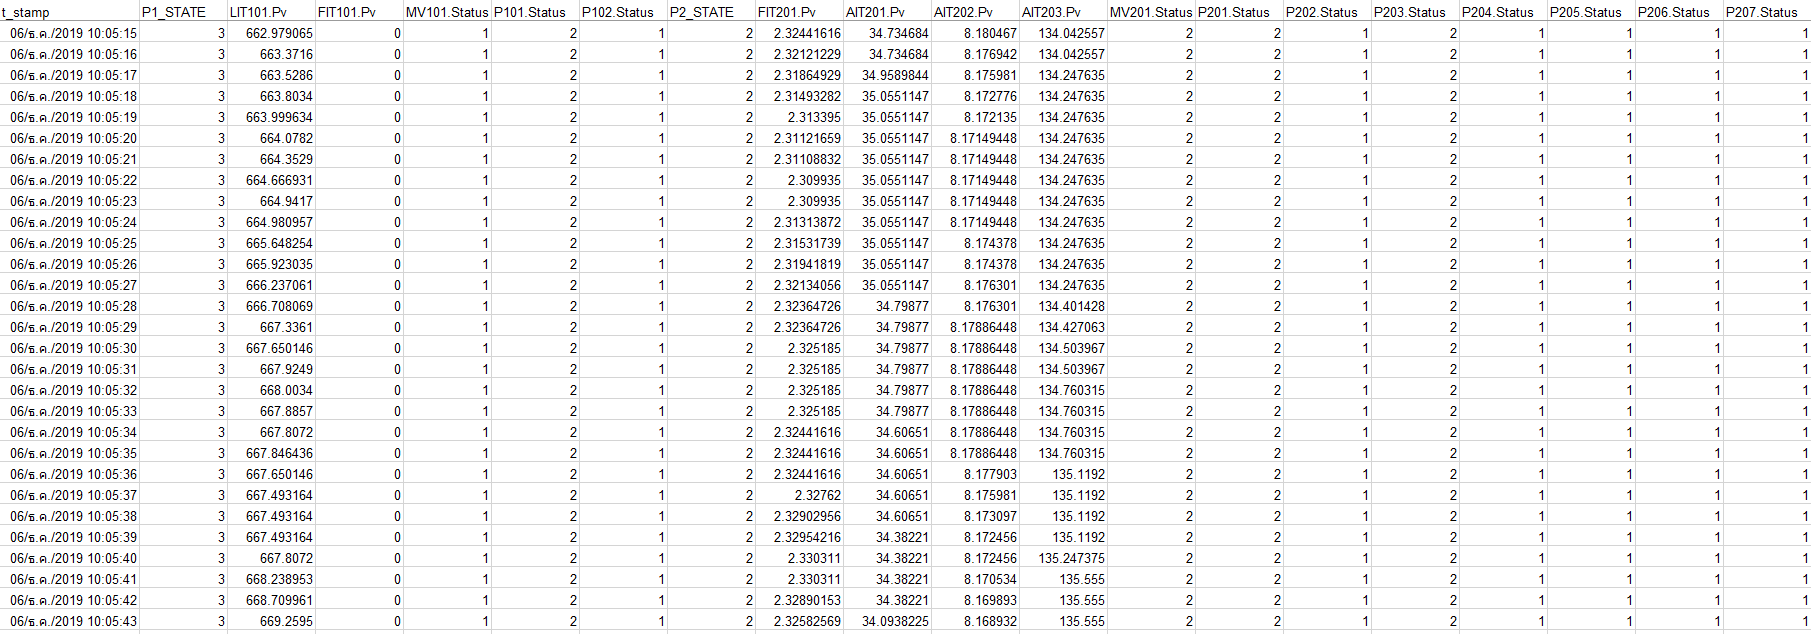 t_stamp P1_STATE LIT101.Pv FIT101.Pv MV101.Status P101.Status P102.Status P2_STATE FIT201.Pv AIT201.Pv AIT202.Pv AIT203.Pv MV201.Status P201.Status P202.Status P203.Status P204.Status P205.Status P206.Status P207.Status
06/ธ.ค./2019 10:05:15 3 662.979065 0 1 2 1 2 2.32441616 34.734684 8.180467 134.042557 2 2 1 2 1 1 1 1
06/ธ.ค./2019 10:05:16 3 663.3716 0 1 2 1 2 2.32121229 34.734684 8.176942 134.042557 2 2 1 2 1 1 1 1
06/ธ.ค./2019 10:05:17 3 663.5286 0 1 2 1 2 2.31864929 34.9589844 8.175981 134.247635 2 2 1 2 1 1 1 1
06/ธ.ค./2019 10:05:18 3 663.8034 0 1 2 1 2 2.31493282 35.0551147 8.172776 134.247635 2 2 1 2 1 1 1 1
06/ธ.ค./2019 10:05:19 3 663.999634 0 1 2 1 2 2.313395 35.0551147 8.172135 134.247635 2 2 1 2 1 1 1 1
06/ธ.ค./2019 10:05:20 3 664.0782 0 1 2 1 2 2.31121659 35.0551147 8.17149448 134.247635 2 2 1 2 1 1 1 1
06/ธ.ค./2019 10:05:21 3 664.3529 0 1 2 1 2 2.31108832 35.0551147 8.17149448 134.247635 2 2 1 2 1 1 1 1
06/ธ.ค./2019 10:05:22 3 664.666931 0 1 2 1 2 2.309935 35.0551147 8.17149448 134.247635 2 2 1 2 1 1 1 1
06/ธ.ค./2019 10:05:23 3 664.9417 0 1 2 1 2 2.309935 35.0551147 8.17149448 134.247635 2 2 1 2 1 1 1 1
06/ธ.ค./2019 10:05:24 3 664.980957 0 1 2 1 2 2.31313872 35.0551147 8.17149448 134.247635 2 2 1 2 1 1 1 1
06/ธ.ค./2019 10:05:25 3 665.648254 0 1 2 1 2 2.31531739 35.0551147 8.174378 134.247635 2 2 1 2 1 1 1 1
06/ธ.ค./2019 10:05:26 3 665.923035 0 1 2 1 2 2.31941819 35.0551147 8.174378 134.247635 2 2 1 2 1 1 1 1
06/ธ.ค./2019 10:05:27 3 666.237061 0 1 2 1 2 2.32134056 35.0551147 8.176301 134.247635 2 2 1 2 1 1 1 1
06/ธ.ค./2019 10:05:28 3 666.708069 0 1 2 1 2 2.32364726 34.79877 8.176301 134.401428 2 2 1 2 1 1 1 1
06/ธ.ค./2019 10:05:29 3 667.3361 0 1 2 1 2 2.32364726 34.79877 8.17886448 134.427063 2 2 1 2 1 1 1 1
06/ธ.ค./2019 10:05:30 3 667.650146 0 1 2 1 2 2.325185 34.79877 8.17886448 134.503967 2 2 1 2 1 1 1 1
06/ธ.ค./2019 10:05:31 3 667.9249 0 1 2 1 2 2.325185 34.79877 8.17886448 134.503967 2 2 1 2 1 1 1 1
06/ธ.ค./2019 10:05:32 3 668.0034 0 1 2 1 2 2.325185 34.79877 8.17886448 134.760315 2 2 1 2 1 1 1 1
06/ธ.ค./2019 10:05:33 3 667.8857 0 1 2 1 2 2.325185 34.79877 8.17886448 134.760315 2 2 1 2 1 1 1 1
06/ธ.ค./2019 10:05:34 3 667.8072 0 1 2 1 2 2.32441616 34.60651 8.17886448 134.760315 2 2 1 2 1 1 1 1
06/ธ.ค./2019 10:05:35 3 667.846436 0 1 2 1 2 2.32441616 34.60651 8.17886448 134.760315 2 2 1 2 1 1 1 1
06/ธ.ค./2019 10:05:36 3 667.650146 0 1 2 1 2 2.32441616 34.60651 8.177903 135.1192 2 2 1 2 1 1 1 1
06/ธ.ค./2019 10:05:37 3 667.493164 0 1 2 1 2 2.32762 34.60651 8.175981 135.1192 2 2 1 2 1 1 1 1
06/ธ.ค./2019 10:05:38 3 667.493164 0 1 2 1 2 2.32902956 34.60651 8.173097 135.1192 2 2 1 2 1 1 1 1
06/ธ.ค./2019 10:05:39 3 667.493164 0 1 2 1 2 2.32954216 34.38221 8.172456 135.1192 2 2 1 2 1 1 1 1
06/ธ.ค./2019 10:05:40 3 667.8072 0 1 2 1 2 2.330311 34.38221 8.172456 135.247375 2 2 1 2 1 1 1 1
06/ธ.ค./2019 10:05:41 3 668.238953 0 1 2 1 2 2.330311 34.38221 8.170534 135.555 2 2 1 2 1 1 1 1
06/ธ.ค./2019 10:05:42 3 668.709961 0 1 2 1 2 2.32890153 34.38221 8.169893 135.555 2 2 1 2 1 1 1 1
06/ธ.ค./2019 10:05:43 3 669.2595 0 1 2 1 2 2.32582569 34.0938225 8.168932 135.555 2 2 1 2 1 1 1 1